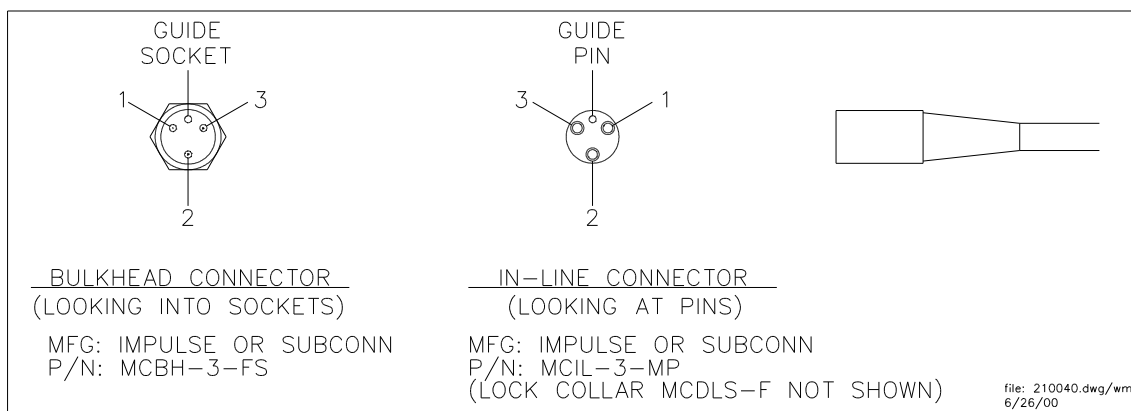 GUIDE
SOCKET
1
3
2
BULKHEAD CONNECTOR
(LOOKING INTO SOCKETS)
MFG: IMPULSE OR SUBCONN
P/N: MCBH-3-FS
GUIDE
PIN
3
1
2
IN-LINE CONNECTOR
(LOOKING AT PINS)
MFG: IMPULSE OR SUBCONN
P/N: MCIL-3-MP
(LOCK COLLAR MCDLS-F NOT SHOWN)
file: 210040.dwg/wm
6/26/00